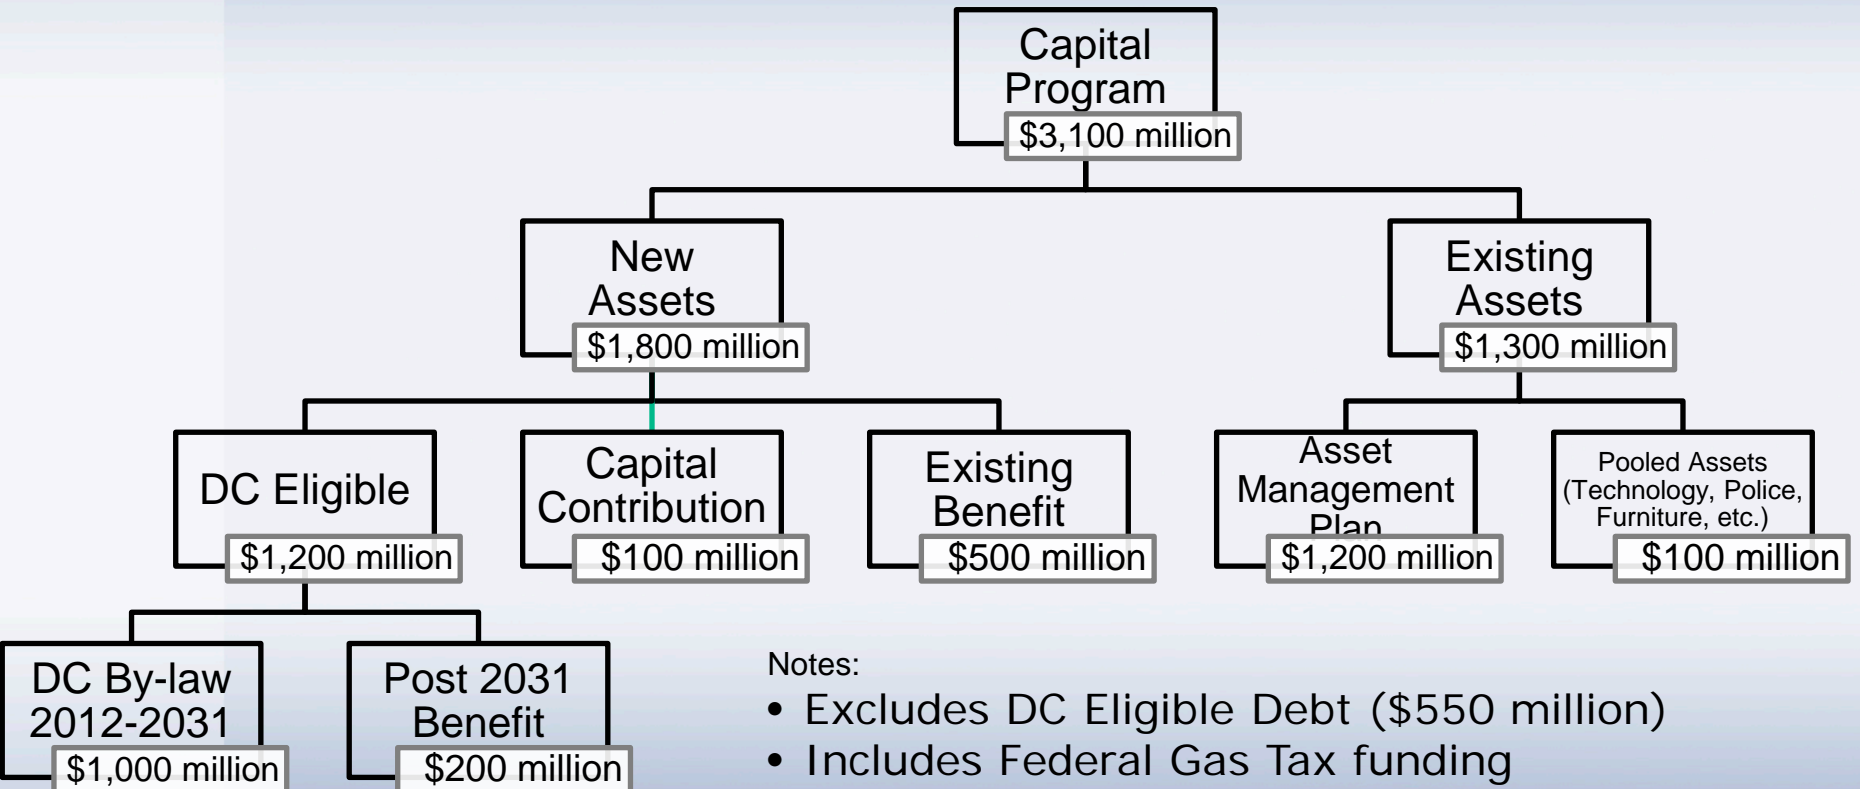 Capital
Program
$3,100 million
New
Assets
$1,800 million
Existing
Assets
$1,300 million
DC Eligible
$1,200 million
Capital
Contribution
$100 million
Existing
Benefit
$500 million
Asset
Management
Plan
$1,200 million
Pooled Assets
(Technology, Police,
Furniture, etc.)
$100 million
DC By-law
2012-2031
$1,000 million
Post 2031
Benefit
$200 million
Notes:
• Excludes DC Eligible Debt ($550 million)
• Includes Federal Gas Tax funding